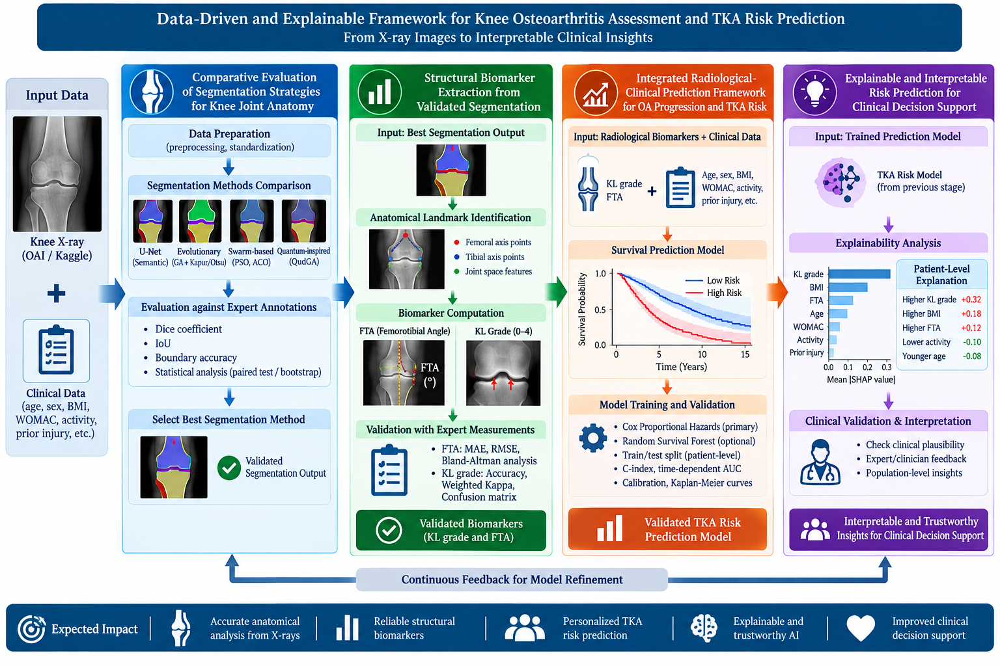 Data-Driven and Explainable Framework for Knee Osteoarthritis Assessment and TKA Risk Prediction
From X-ray Images to Interpretable Clinical Insights
Input Data
Knee X-ray
(OAI / Kaggle)
+
Clinical Data
(age, sex, BMI,
WOMAC, activity,
prior injury, etc.)
Comparative Evaluation
of Segmentation Strategies
for Knee Joint Anatomy
Data Preparation
(preprocessing, standardization)
Segmentation Methods Comparison
U-Net
(Semantic)
Evolutionary
(GA + Kapur/Otsu)
Swarm-based
(PSO, ACO)
Quantum-inspired
(QudGA)
Evaluation against Expert Annotations
• Dice coefficient
• IoU
• Boundary accuracy
• Statistical analysis (paired test / bootstrap)
Select Best Segmentation Method
Validated
Segmentation Output
Structural Biomarker
Extraction from
Validated Segmentation
Input: Best Segmentation Output
Anatomical Landmark Identification
Femoral axis points
Tibial axis points
Joint space features
Biomarker Computation
FTA (Femorotibial Angle)
FTA
(°)
KL Grade (0–4)
Validation with Expert Measurements
• FTA: MAE, RMSE,
Bland-Altman analysis
• KL grade: Accuracy,
Weighted Kappa,
Confusion matrix
Validated Biomarkers
(KL grade and FTA)
Integrated Radiological-
Clinical Prediction Framework
for OA Progression and TKA Risk
Input: Radiological Biomarkers + Clinical Data
KL grade
FTA
+
Age, sex, BMI,
WOMAC, activity,
prior injury, etc.
Survival Prediction Model
Survival Probability
1.0
0.5
0.0
Low Risk
High Risk
0 5 10 15
Time (Years)
Model Training and Validation
• Cox Proportional Hazards (primary)
• Random Survival Forest (optional)
• Train/test split (patient-level)
• C-index, time-dependent AUC
• Calibration, Kaplan-Meier curves
Validated TKA Risk
Prediction Model
Explainable and Interpretable
Risk Prediction for
Clinical Decision Support
Input: Trained Prediction Model
TKA Risk Model
(from previous stage)
Explainability Analysis
KL grade
BMI
FTA
Age
WOMAC
Activity
Prior injury
0.0 0.1 0.2 0.3
Mean |SHAP value|
Patient-Level
Explanation
Higher KL grade +0.32
Higher BMI +0.18
Higher FTA +0.12
Lower activity -0.10
Younger age -0.08
Clinical Validation & Interpretation
• Check clinical plausibility
• Expert/clinician feedback
• Population-level insights
Interpretable and Trustworthy
Insights for Clinical Decision Support
Continuous Feedback for Model Refinement
Expected Impact
Accurate anatomical
analysis from X-rays
Reliable structural
biomarkers
Personalized TKA
risk prediction
Explainable and
trustworthy AI
Improved clinical
decision support